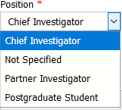 Position *
Chief Investigator
Chief Investigator
Not Specified
Partner Investigator
Postgraduate Student